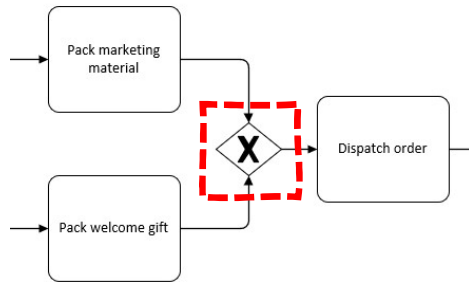 Pack marketing
material
X
Dispatch order
Pack welcome gift